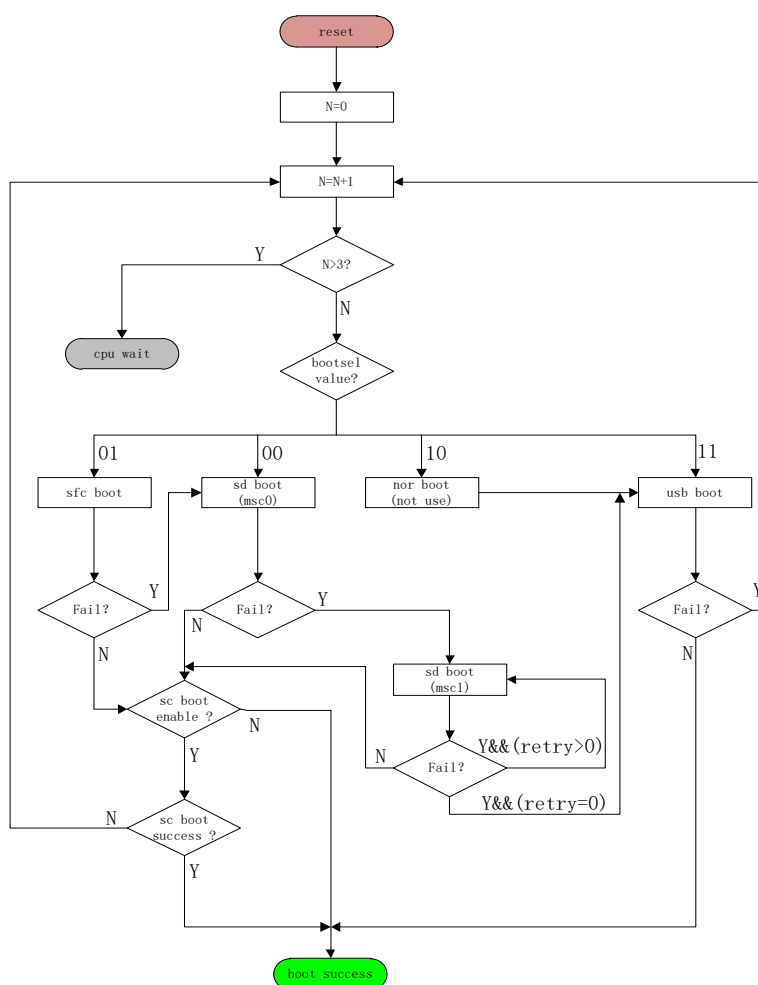 reset
N=0
N=N+1
N>3?
Y
N
cpu wait
bootsel
value?
01
00
10
11
sfc boot
sd boot
(msc0)
nor boot
(not use)
usb boot
Fail?
Y
Fail?
Y
Fail?
Y
N
N
N
sd boot
(msc1)
sc boot
enable ?
N
Y
Fail?
N
Y&&(retry>0)
Y&&(retry=0)
sc boot
success ?
N
Y
boot success